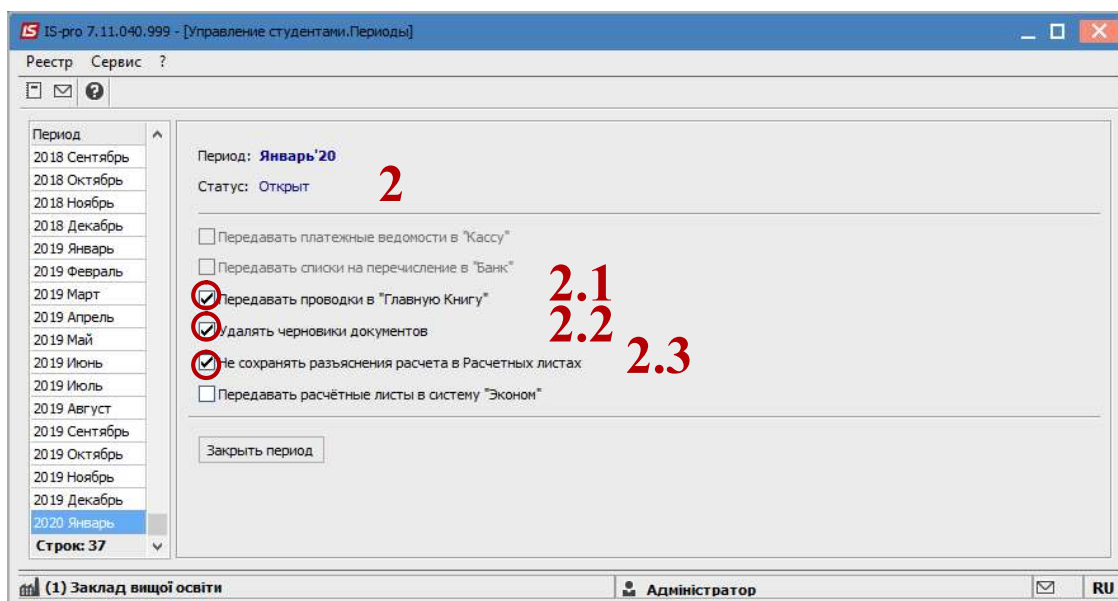 IS-pro 7.11.040.999 - [Управление студентами.Периоды]
Реестр Сервис ?
Период
2018 Сентябрь
2018 Октябрь
2018 Ноябрь
2018 Декабрь
2019 Январь
2019 Февраль
2019 Март
2019 Апрель
2019 Май
2019 Июнь
2019 Июль
2019 Август
2019 Сентябрь
2019 Октябрь
2019 Ноябрь
2019 Декабрь
2020 Январь
Строк: 37
Период: Январь'20
Статус: Открыт
2
Передавать платежные ведомости в "Кассу"
Передавать списки на перечисление в "Банк"
Передавать проводки в "Главную Книгу"
2.1
Удалять черновики документов
2.2
Не сохранять разъяснения расчета в Расчетных листах
2.3
Передавать расчётные листы в систему "Эконом"
Закрыть период
(1) Заклад вищої освіти
Адміністратор
RU